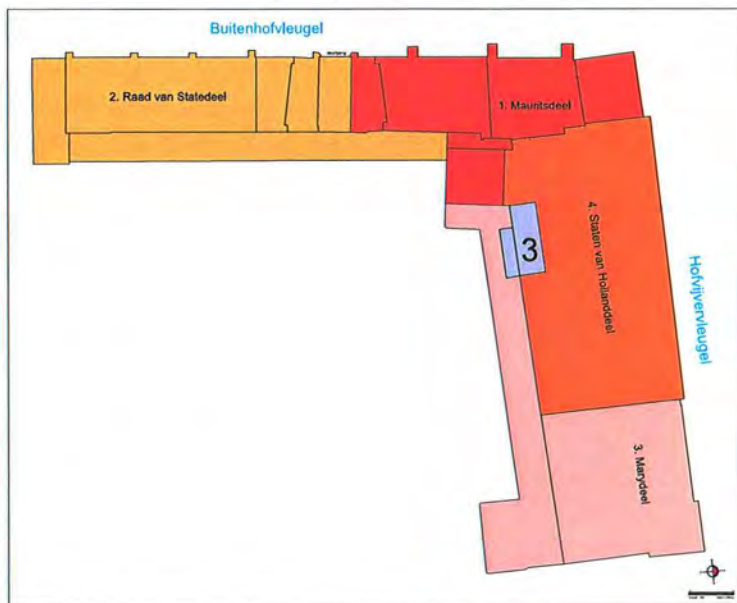 Buitenhofvleugel
2. Raad van Statedeel
1. Mauritsdeel
4. Staten van Hollanddeel
3
Hofvijvervleugel
3. Marydeel